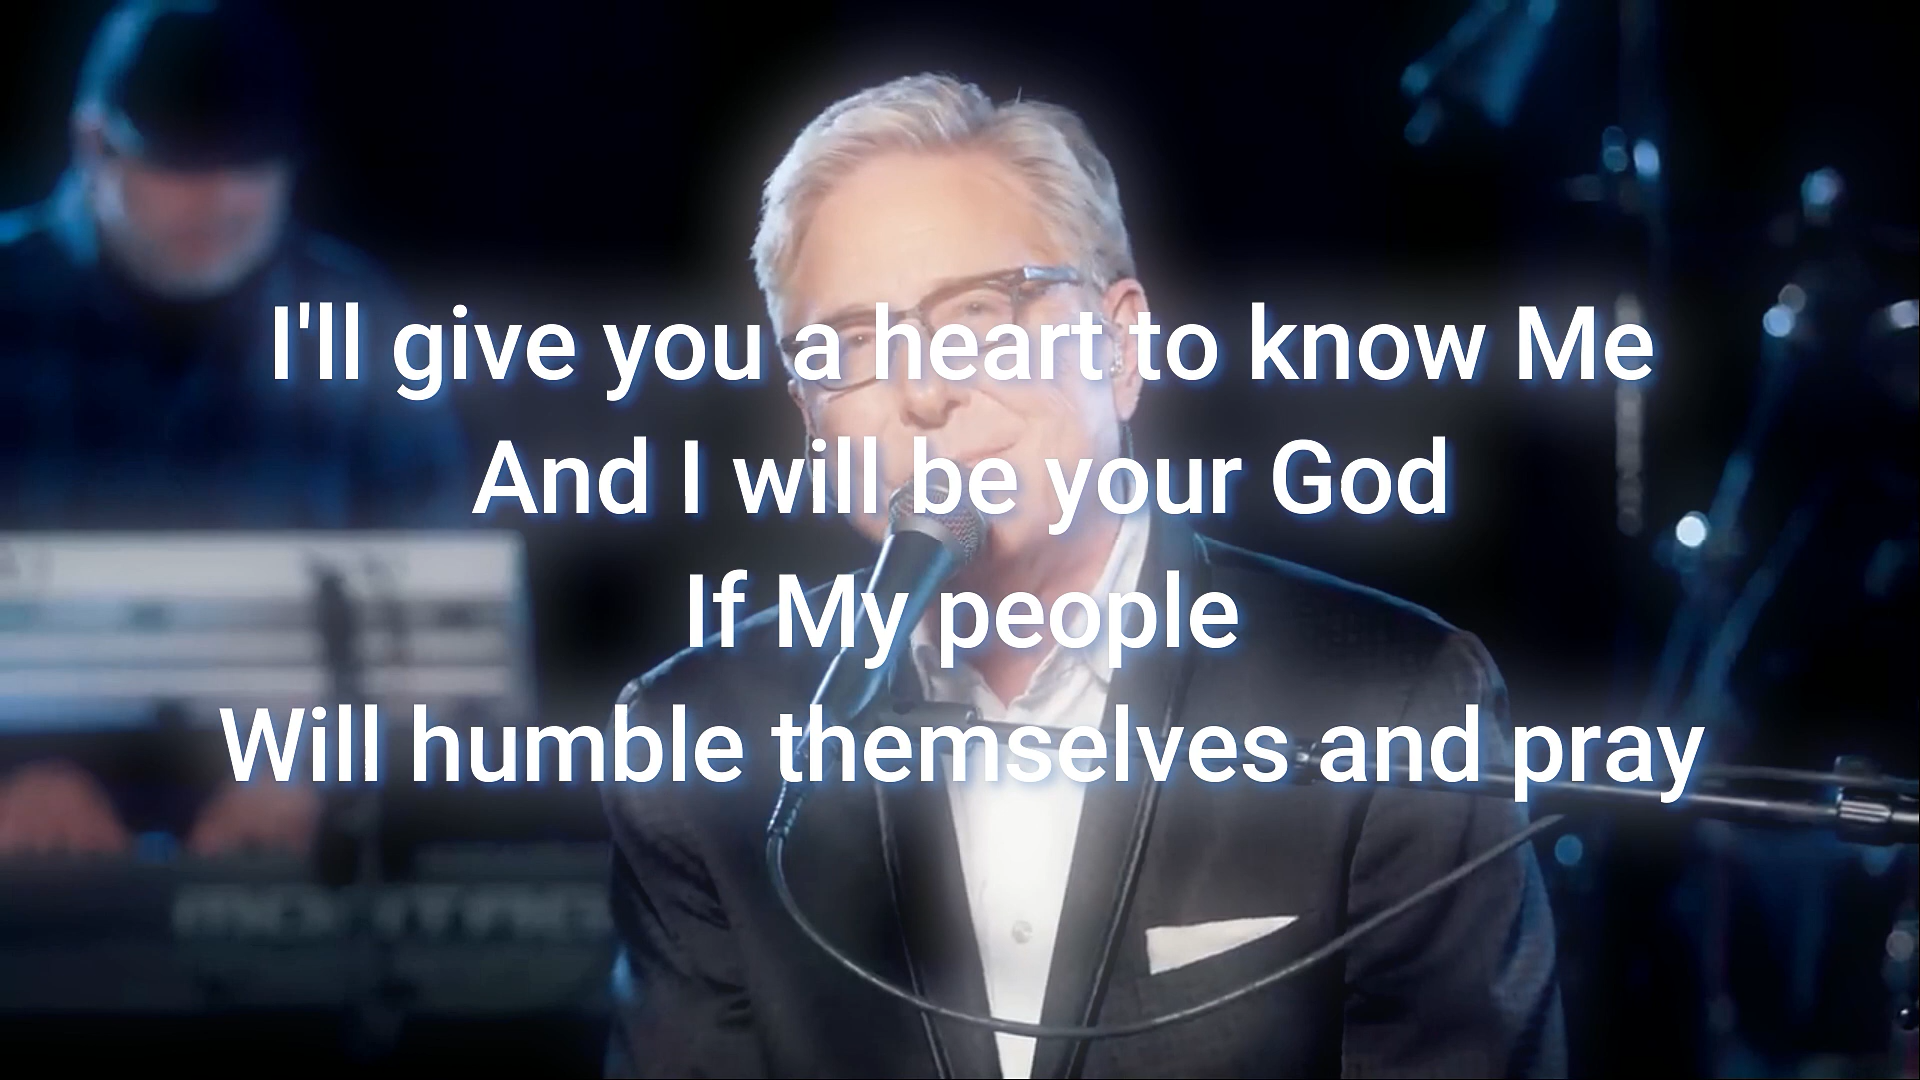 I'll give you a heart to know Me
And I will be your God
If My people
Will humble themselves and pray